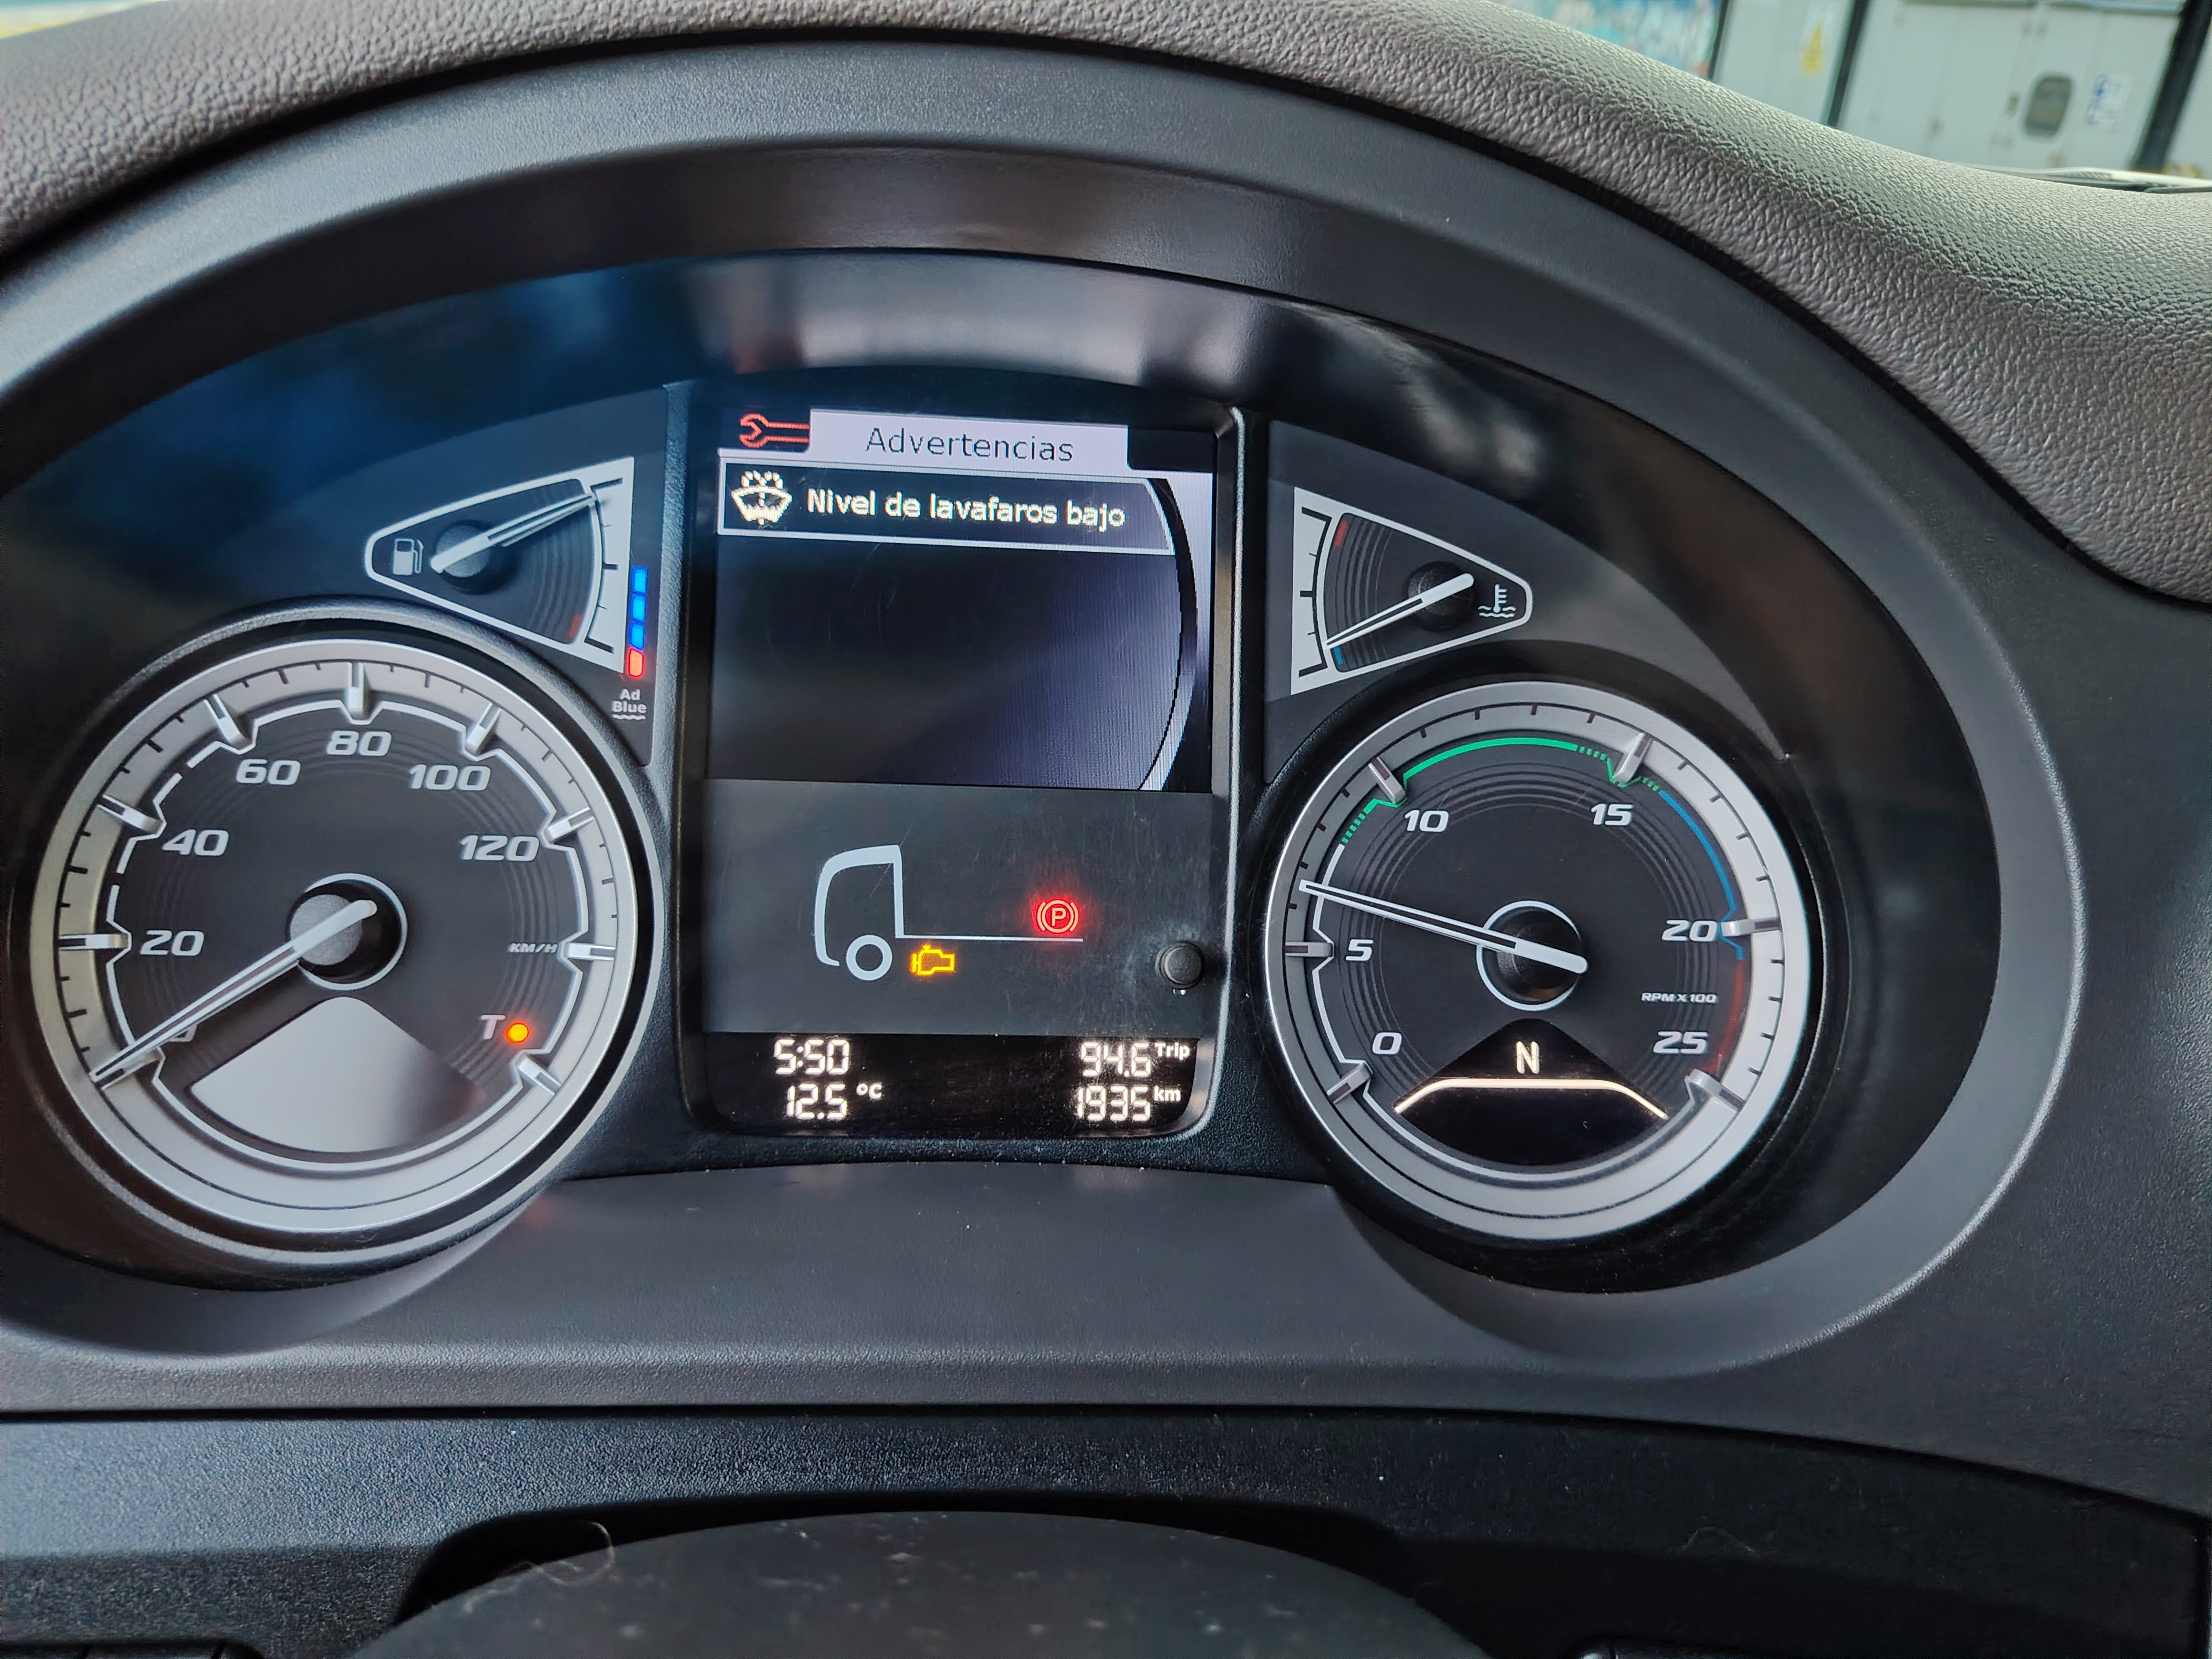 Advertencias
Nivel de lavafaros bajo
Ad
Blue
20
40
60
80
100
120
KM/H
T
P
5:50
94.6 Trip
12.5 °C
1935 km
0
5
10
15
20
25
RPM X 100
N